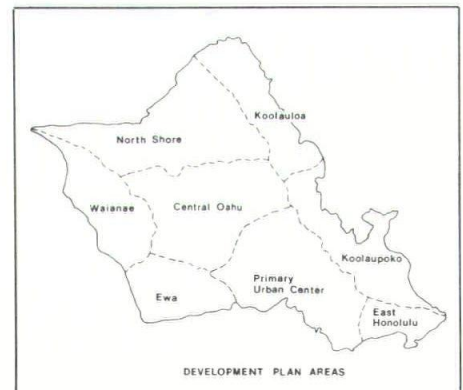 Koolauloa
North Shore
Waianae
Central Oahu
Koolaupoko
Ewa
Primary
Urban Center
East
Honolulu
DEVELOPMENT PLAN AREAS